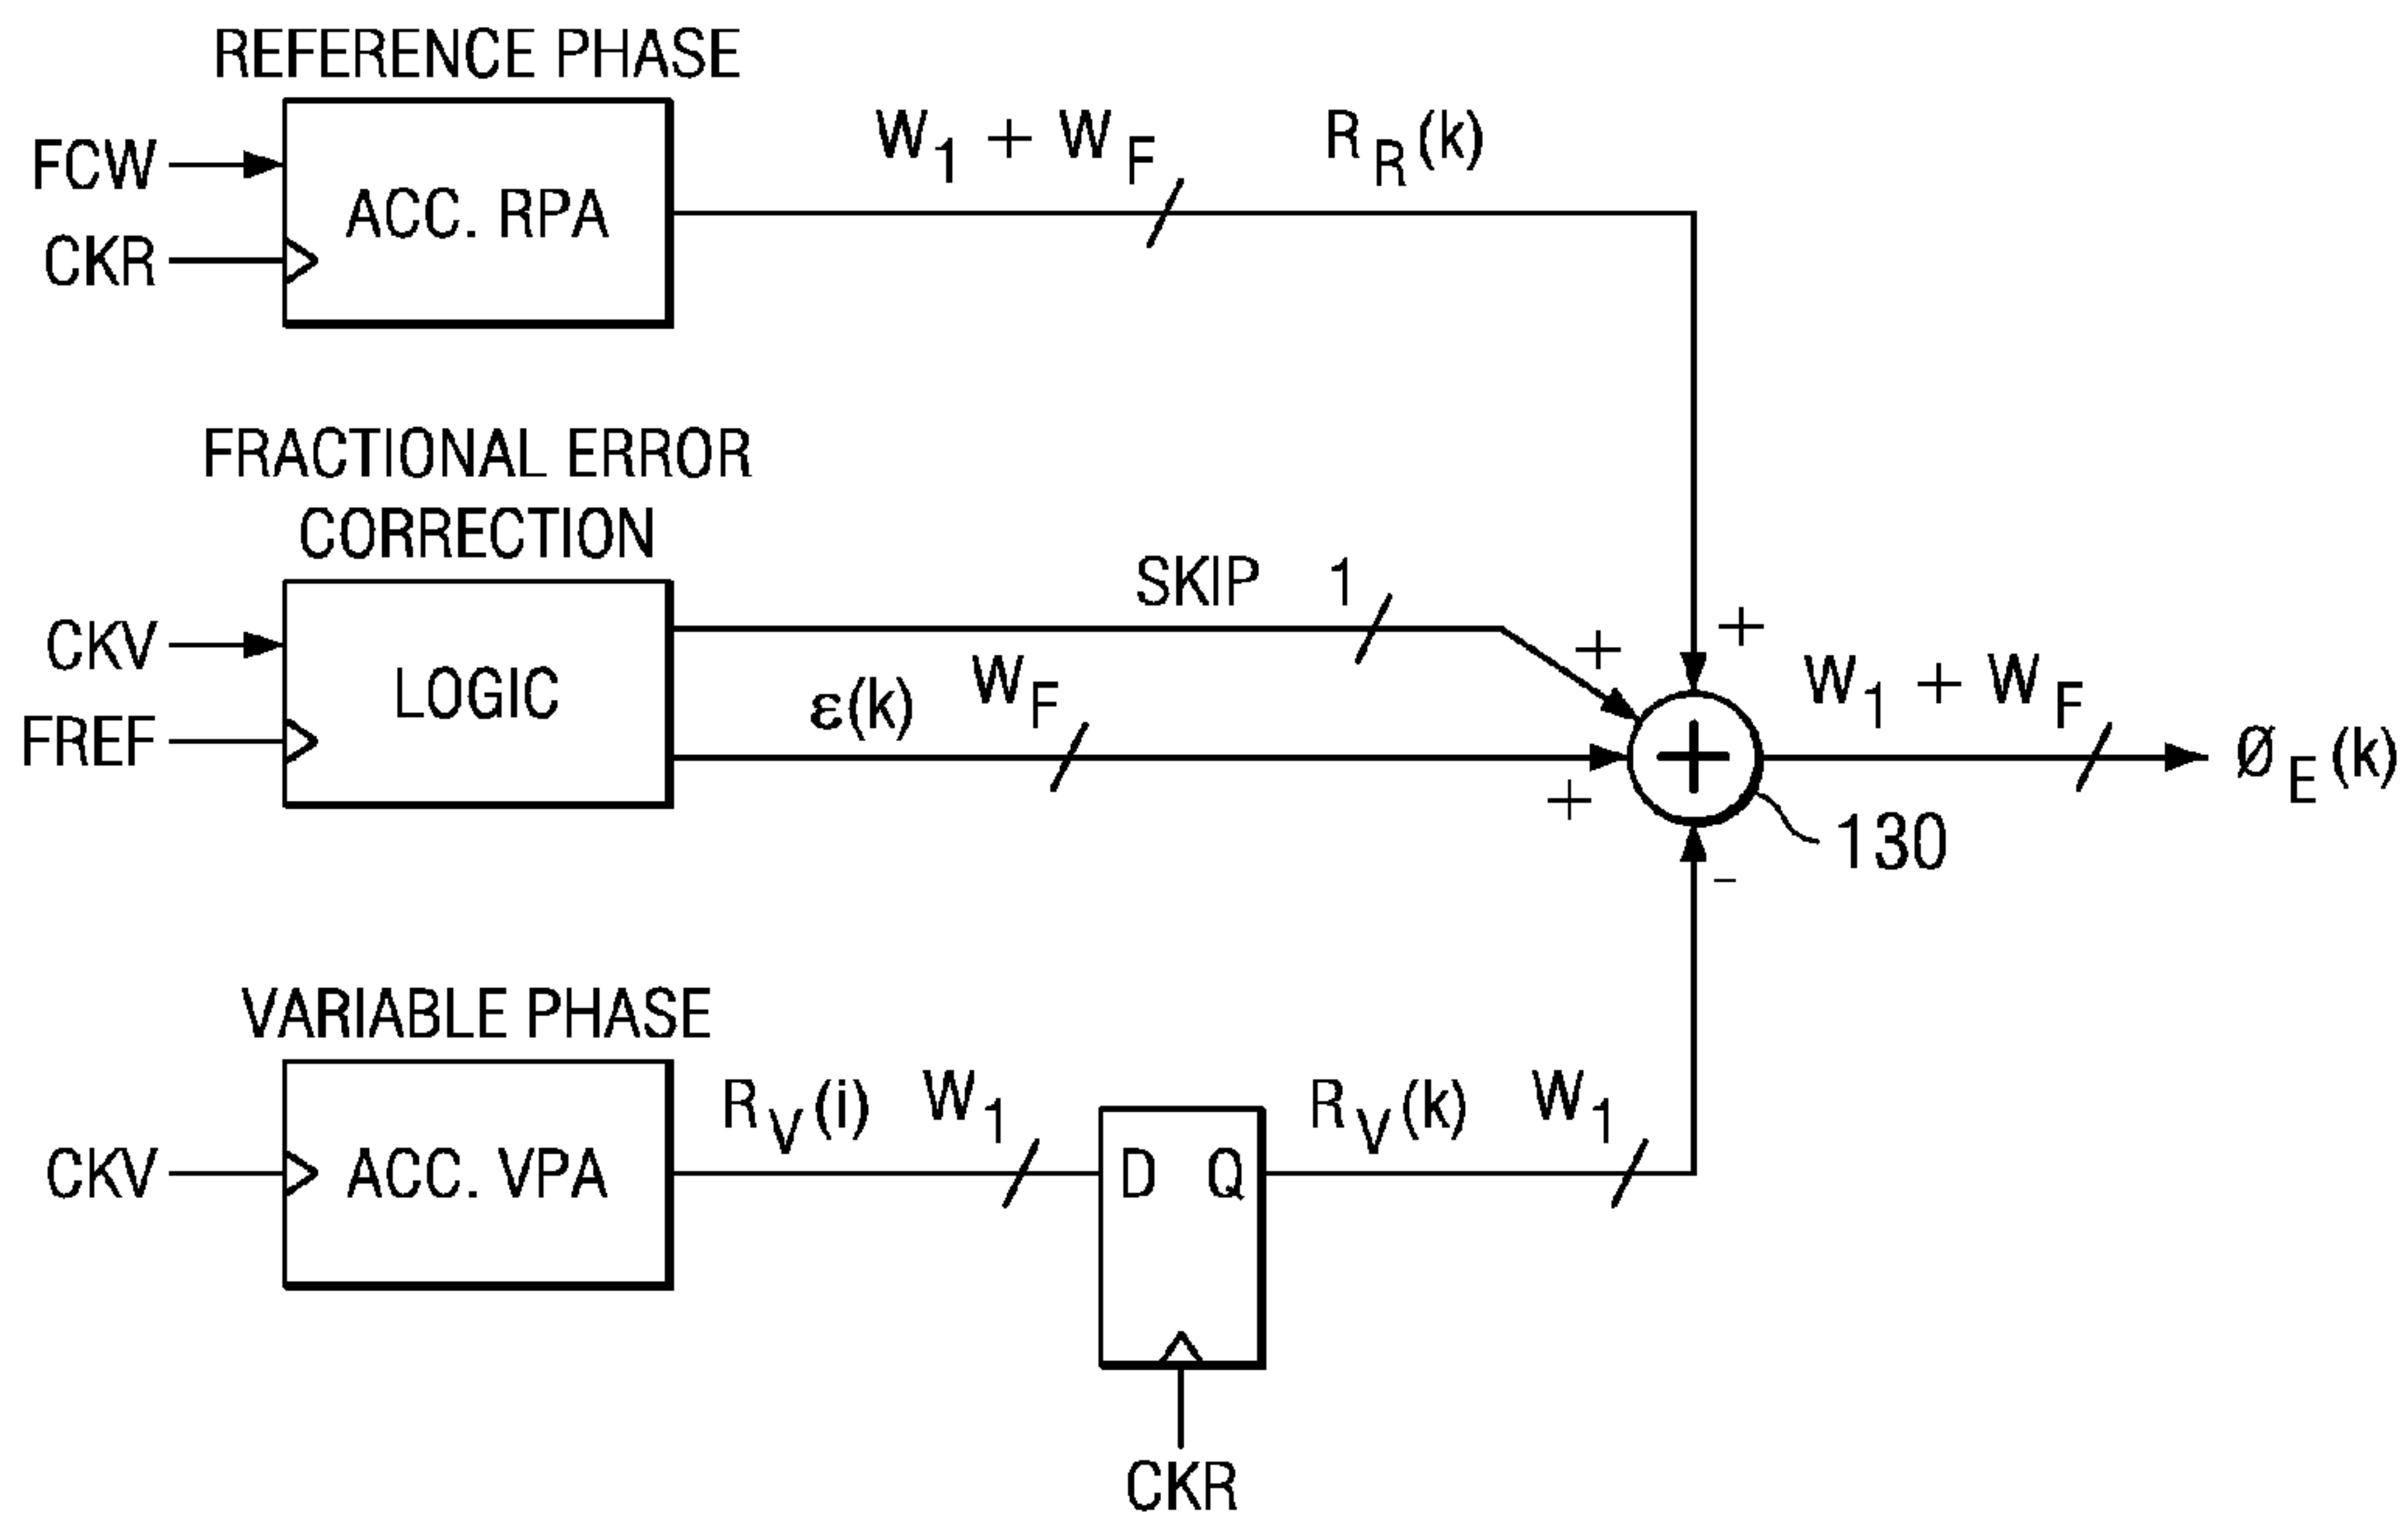 REFERENCE PHASE
FCW
CKR
ACC. RPA
W1 + WF
RR(k)
+
FRACTIONAL ERROR
CORRECTION
CKV
FREF
LOGIC
SKIP 1
+
ε(k) WF
+
+
W1 + WF
ØE(k)
130
-
VARIABLE PHASE
CKV
ACC. VPA
RV(i) W1
D Q
RV(k) W1
CKR